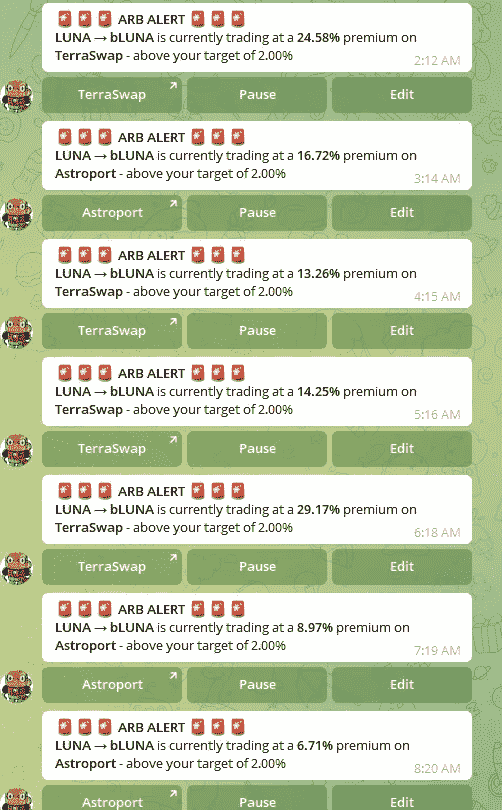 ARB ALERT
LUNA → bLUNA is currently trading at a 24.58% premium on
TerraSwap - above your target of 2.00%
2:12 AM
TerraSwap Pause Edit
ARB ALERT
LUNA → bLUNA is currently trading at a 16.72% premium on
Astroport - above your target of 2.00%
3:14 AM
Astroport Pause Edit
ARB ALERT
LUNA → bLUNA is currently trading at a 13.26% premium on
TerraSwap - above your target of 2.00%
4:15 AM
TerraSwap Pause Edit
ARB ALERT
LUNA → bLUNA is currently trading at a 14.25% premium on
TerraSwap - above your target of 2.00%
5:16 AM
TerraSwap Pause Edit
ARB ALERT
LUNA → bLUNA is currently trading at a 29.17% premium on
TerraSwap - above your target of 2.00%
6:18 AM
TerraSwap Pause Edit
ARB ALERT
LUNA → bLUNA is currently trading at a 8.97% premium on
Astroport - above your target of 2.00%
7:19 AM
Astroport Pause Edit
ARB ALERT
LUNA → bLUNA is currently trading at a 6.71% premium on
Astroport - above your target of 2.00%
8:20 AM
Astroport Pause Edit